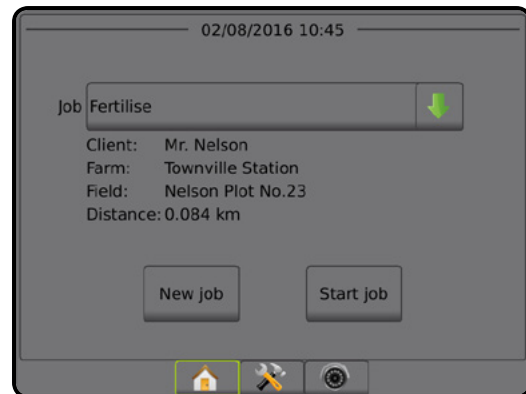 02/08/2016 10:45
Job Fertilise
Client: Mr. Nelson
Farm: Townville Station
Field: Nelson Plot No.23
Distance: 0.084 km
New job Start job